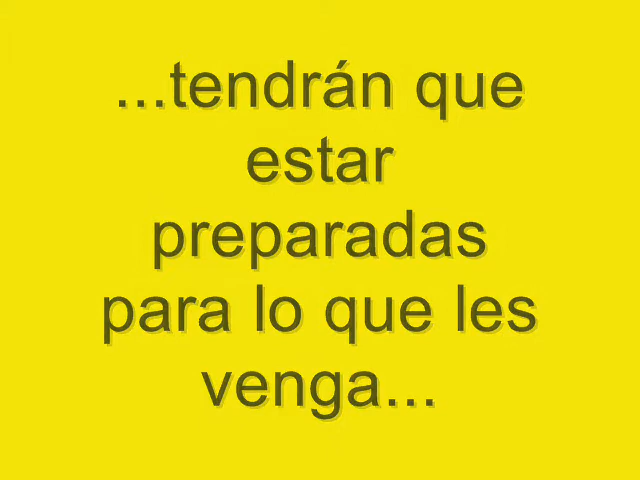 ...tendrán que
estar
preparadas
para lo que les
venga...